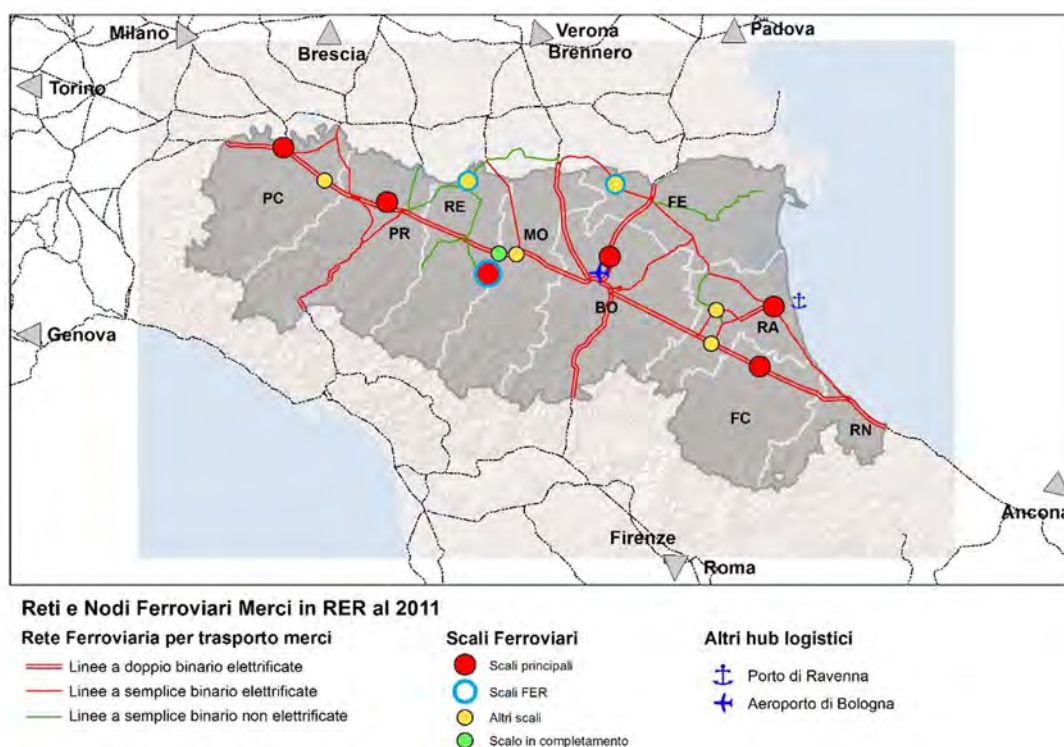 Milano
Brescia
Verona
Brennero
Padova
Torino
PC
PR
RE
MO
FE
BO
RA
FC
RN
Genova
Ancona
Firenze
Roma
Reti e Nodi Ferroviari Merci in RER al 2011
Rete Ferroviaria per trasporto merci
Linee a doppio binario elettrificate
Linee a semplice binario elettrificate
Linee a semplice binario non elettrificate
Scali Ferroviari
Scali principali
Scali FER
Altri scali
Scalo in completamento
Altri hub logistici
Porto di Ravenna
Aeroporto di Bologna